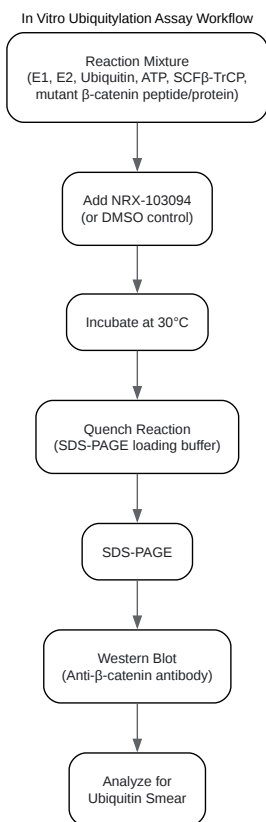 In Vitro Ubiquitylation Assay Workflow
Reaction Mixture
(E1, E2, Ubiquitin, ATP, SCFβ-TrCP,
mutant β-catenin peptide/protein)
Add NRX-103094
(or DMSO control)
Incubate at 30°C
Quench Reaction
(SDS-PAGE loading buffer)
SDS-PAGE
Western Blot
(Anti-β-catenin antibody)
Analyze for
Ubiquitin Smear